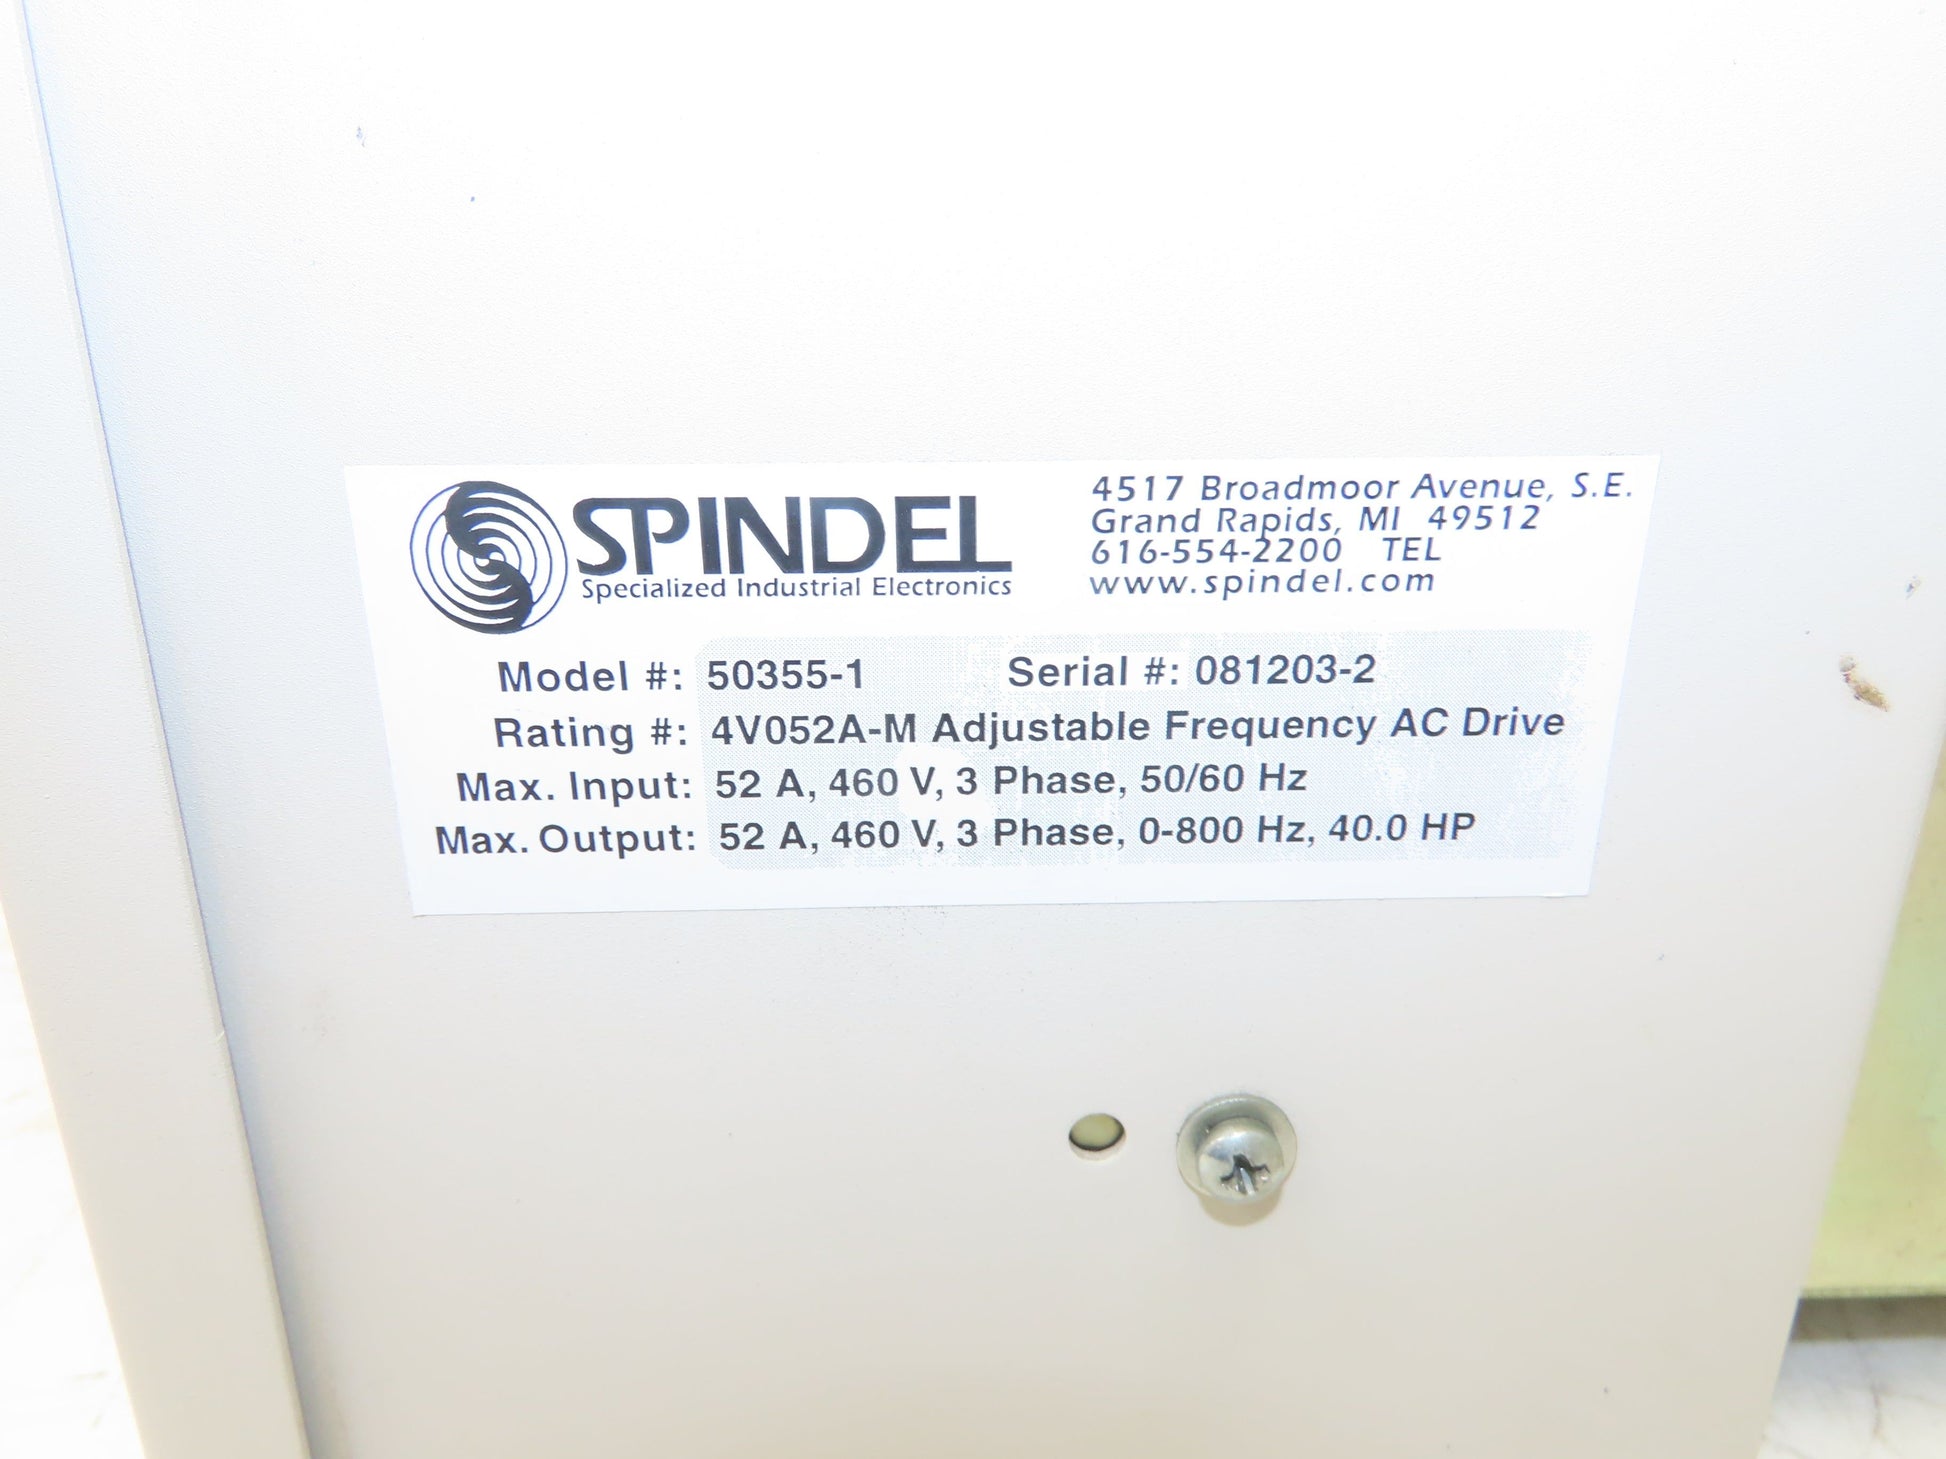 SPINDEL
Specialized Industrial Electronics
4517 Broadmoor Avenue, S.E.
Grand Rapids, MI 49512
616-554-2200 TEL
www.spindel.com
Model #: 50355-1 Serial #: 081203-2
Rating #: 4V052A-M Adjustable Frequency AC Drive
Max. Input: 52 A, 460 V, 3 Phase, 50/60 Hz
Max. Output: 52 A, 460 V, 3 Phase, 0-800 Hz, 40.0 HP